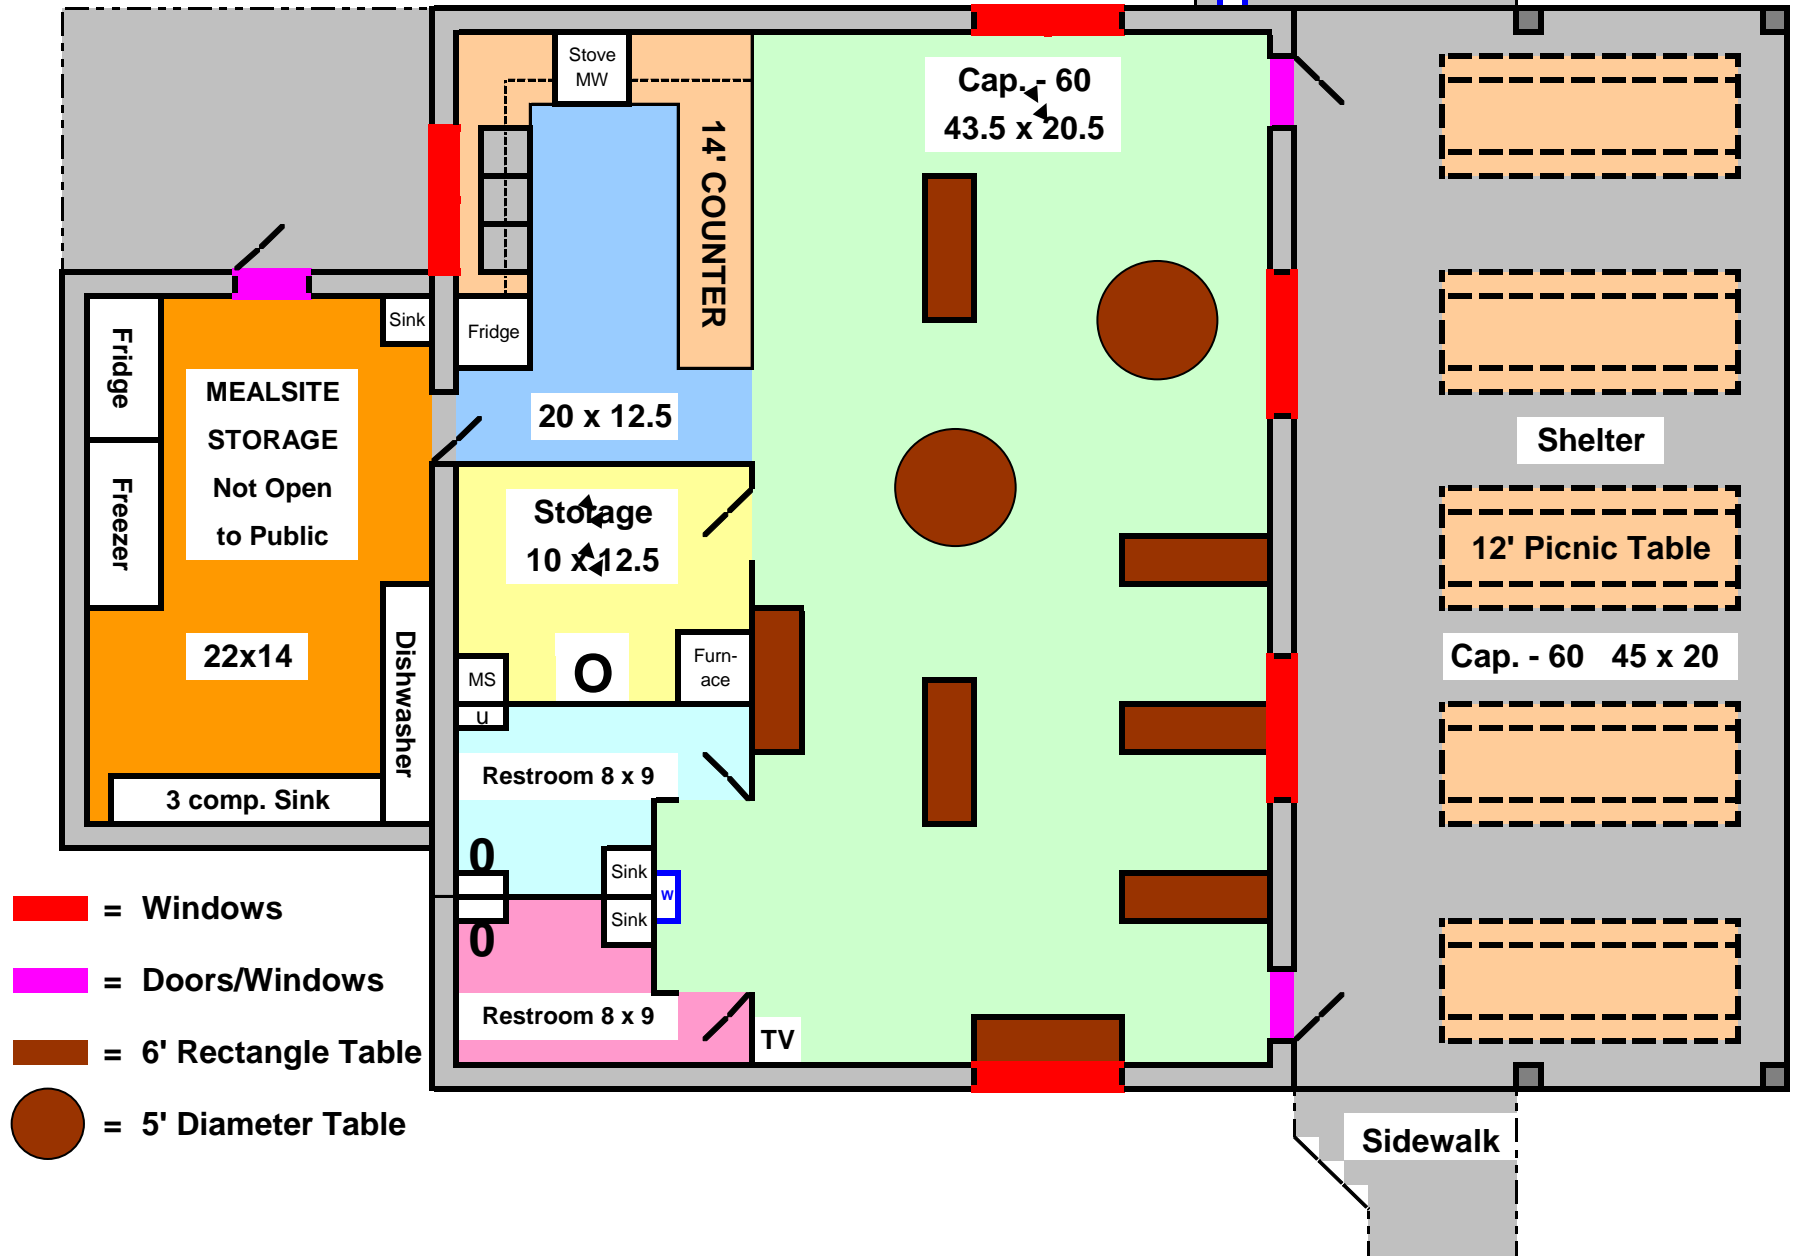 Stove
MW
Cap. - 60
43.5 x 20.5
14' COUNTER
Sink
Fridge
Fridge
MEALSITE
STORAGE
Not Open
to Public
20 x 12.5
Shelter
Freezer
Storage
10 x 12.5
12' Picnic Table
22x14
Dishwasher
MS
O
Furn-
ace
Cap. - 60 45 x 20
u
Restroom 8 x 9
3 comp. Sink
0
Sink
w
Sink
0
Restroom 8 x 9
TV
= Windows
= Doors/Windows
= 6' Rectangle Table
= 5' Diameter Table
Sidewalk